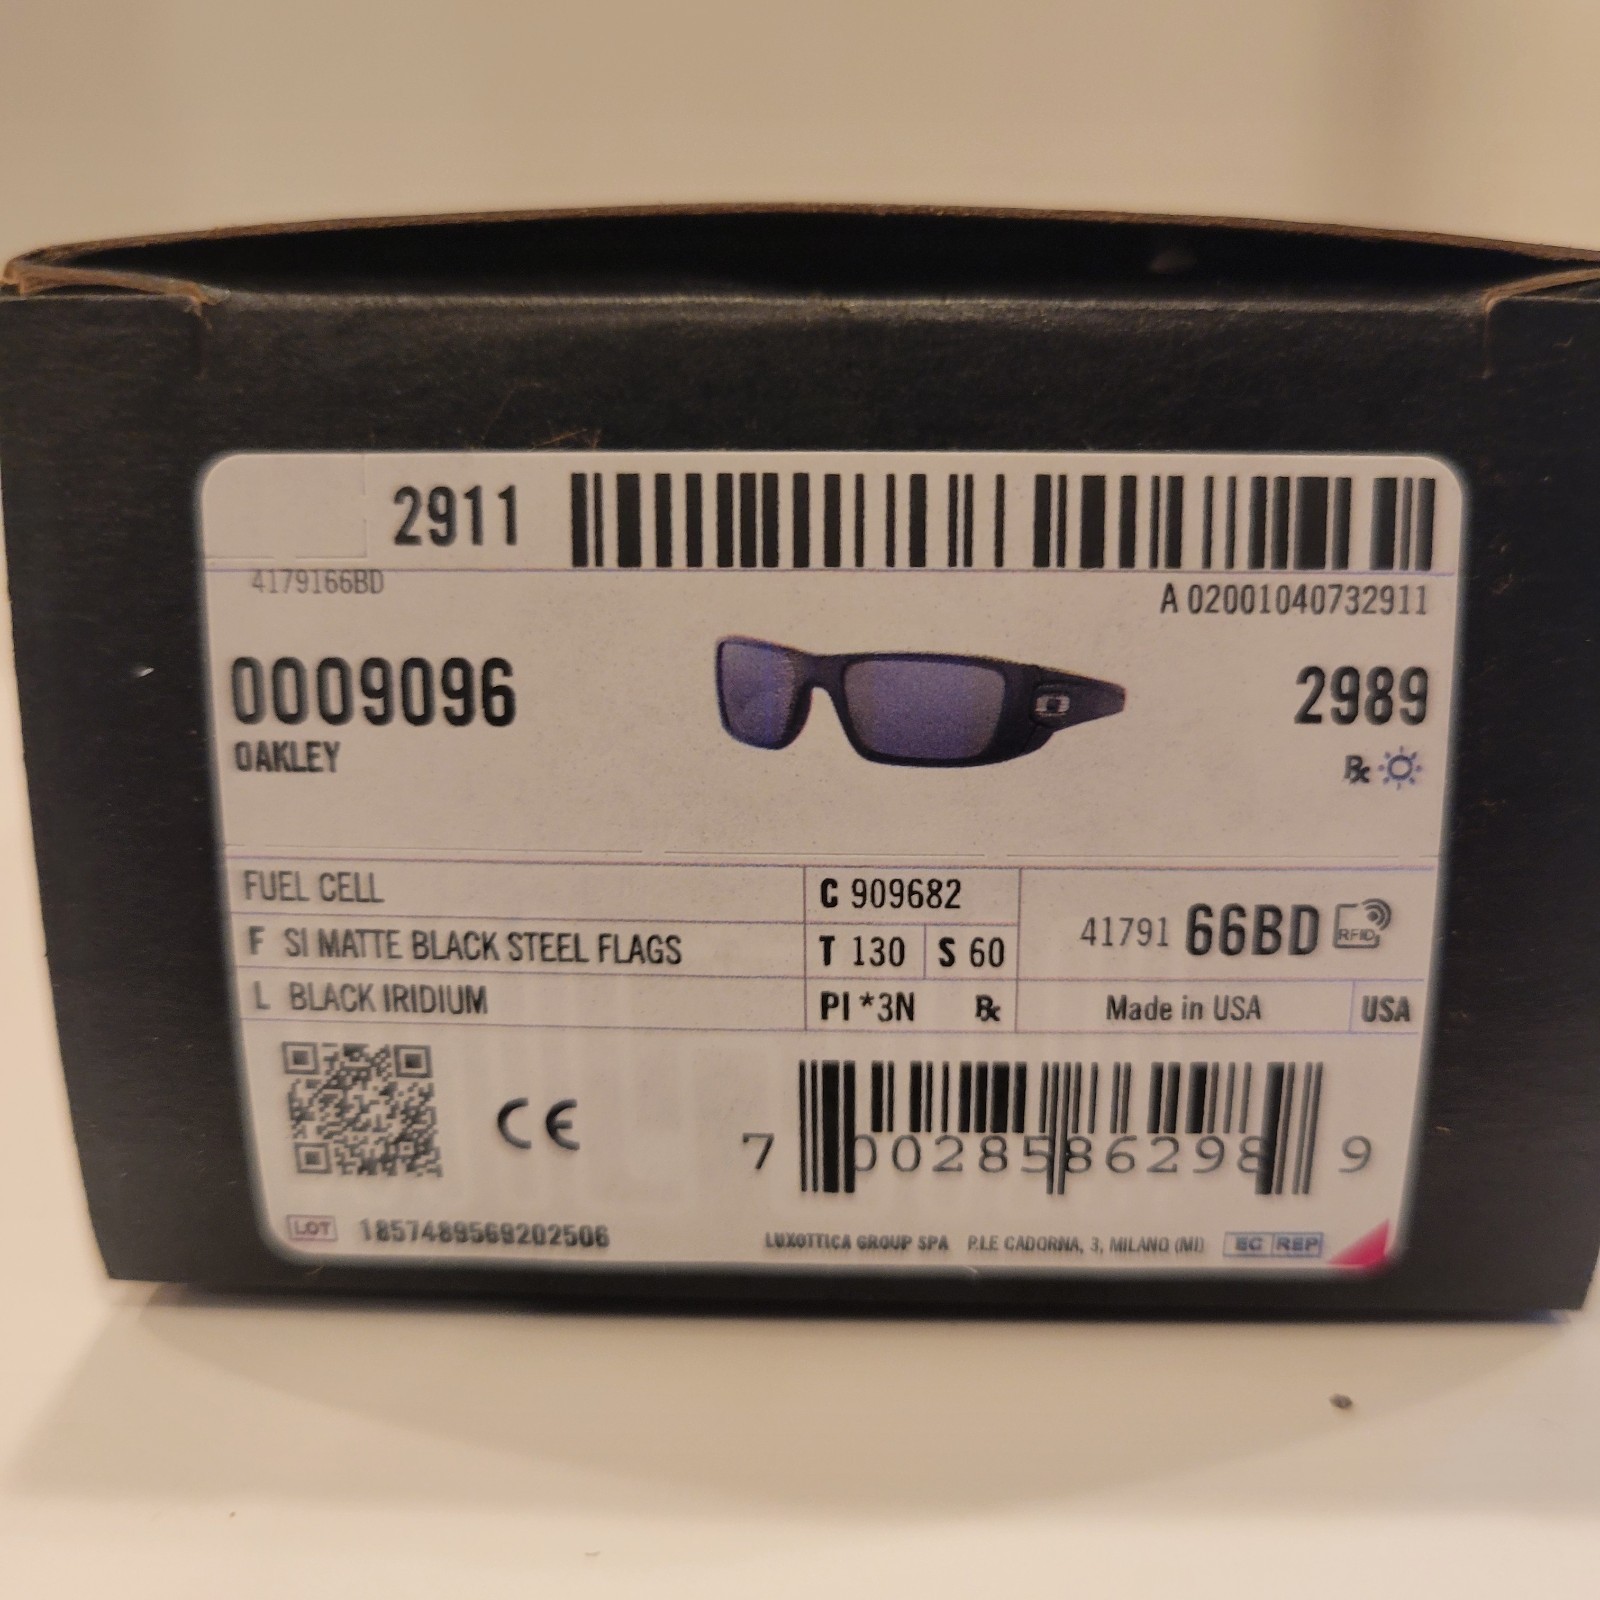 2911
4179166BD
A 02001040732911
0009096
2989
OAKLEY
Rx
FUEL CELL
C 909682
F SI MATTE BLACK STEEL FLAGS
T 130 S 60
41791 66BD RFID
L BLACK IRIDIUM
PI *3N Rx
Made in USA USA
CE
7 00285 86298 9
LOT 1857489569202506
LUXOTTICA GROUP SPA P.LE CADORNA, 3, MILANO (MI) EC REP